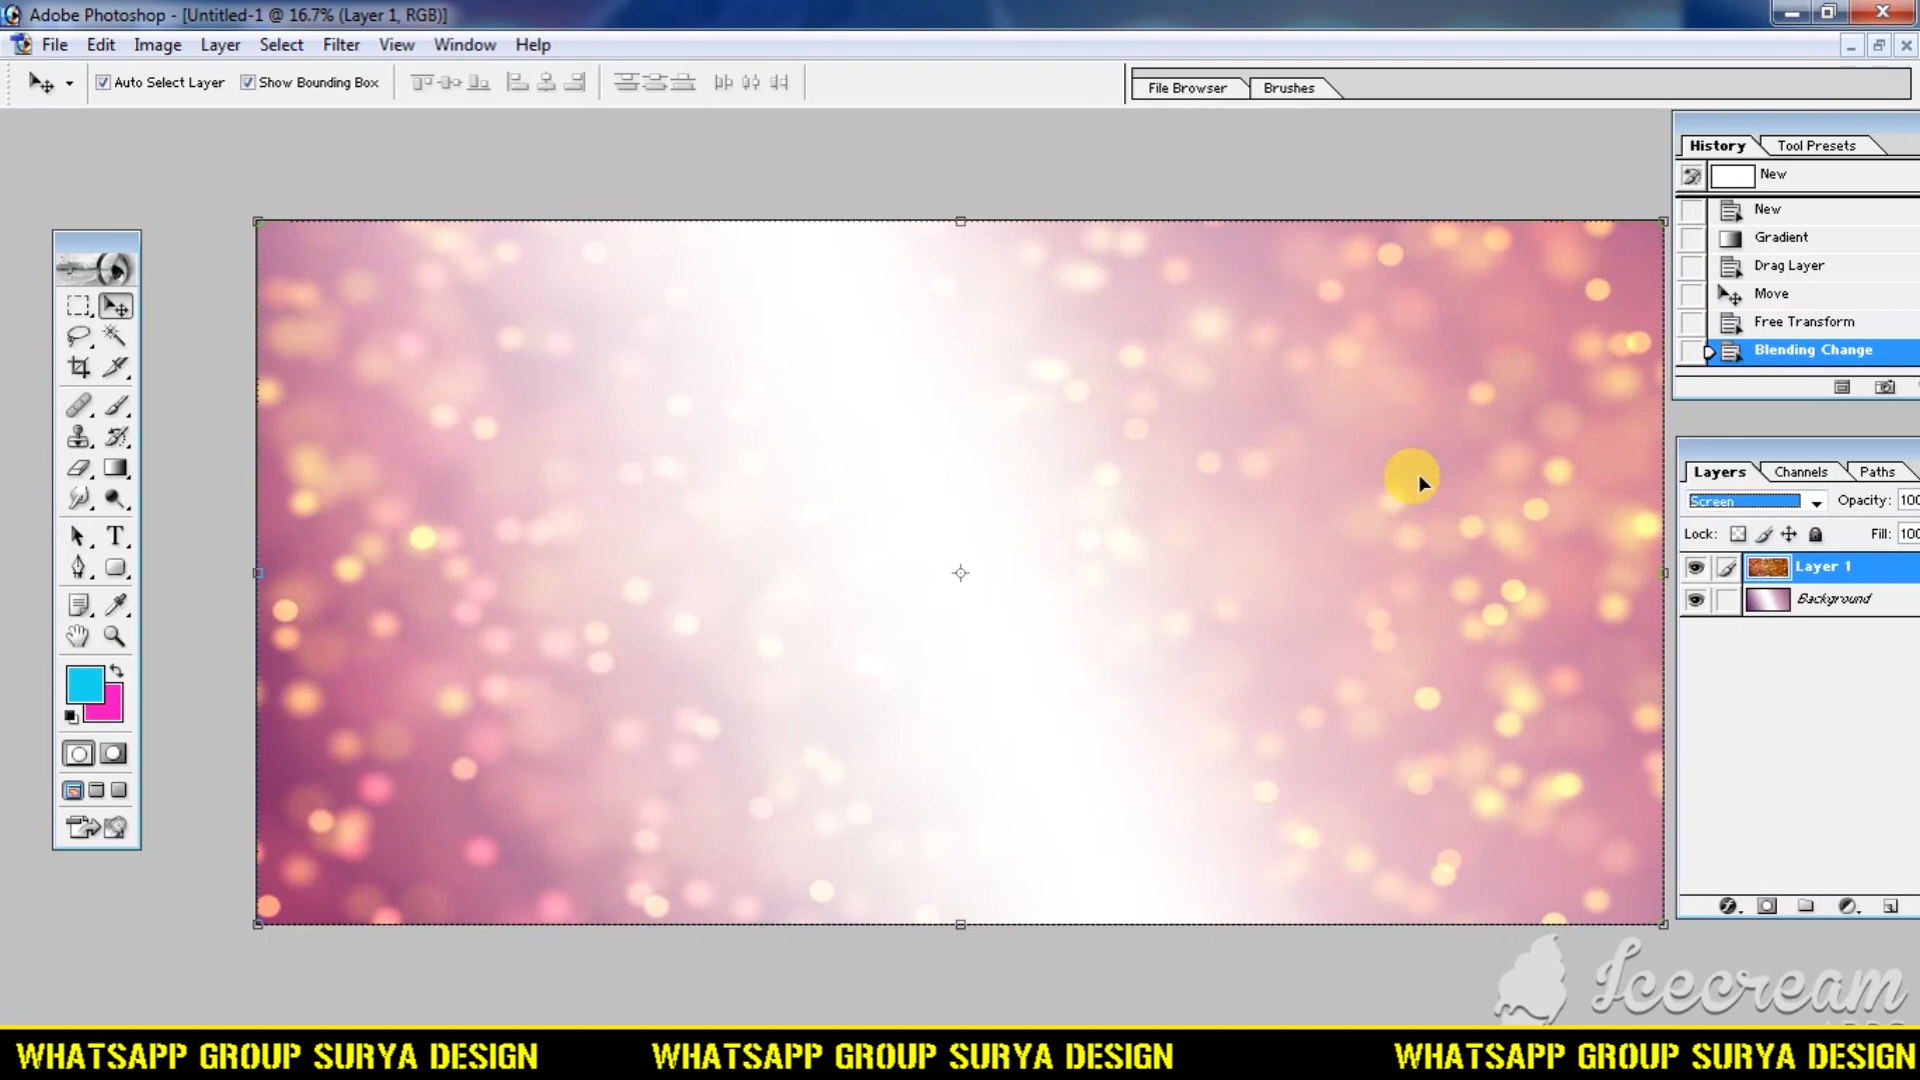 Adobe Photoshop - [Untitled-1 @ 16.7% (Layer 1, RGB)]
File Edit Image Layer Select Filter View Window Help
Auto Select Layer Show Bounding Box
File Browser Brushes
History Tool Presets
New
New
Gradient
Drag Layer
Move
Free Transform
Blending Change
Layers Channels Paths
Screen Opacity: 100
Lock: Fill: 100
Layer 1
Background
Icecream
WHATSAPP GROUP SURYA DESIGN WHATSAPP GROUP SURYA DESIGN WHATSAPP GROUP SURYA DESIGN